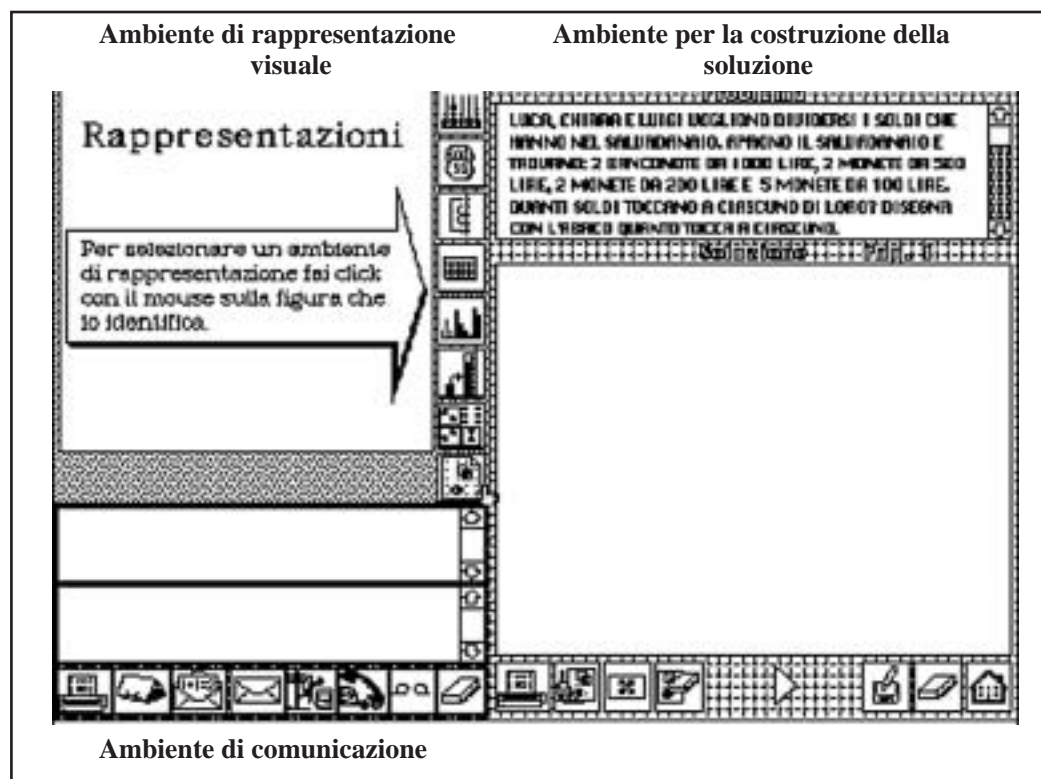 Ambiente di rappresentazione
visuale
Ambiente per la costruzione della
soluzione
Rappresentazioni
Per selezionare un ambiente
di rappresentazione fai click
con il mouse sulla figura che
lo identifica.
LUCA, CHIARA E LUIGI VOGLIONO DIVIDERSI I SOLDI CHE
HANNO NEL SALVADANAIO. APRONO IL SALVADANAIO E
TROVANO: 2 BANCONOTE DA 1000 LIRE, 2 MONETE DA 500
LIRE, 2 MONETE DA 200 LIRE E 5 MONETE DA 100 LIRE.
QUANTI SOLDI TOCCANO A CIASCUNO DI LORO? DISEGNA
CON L'ABACO QUANTO TOCCA A CIASCUNO.
Ambiente di comunicazione